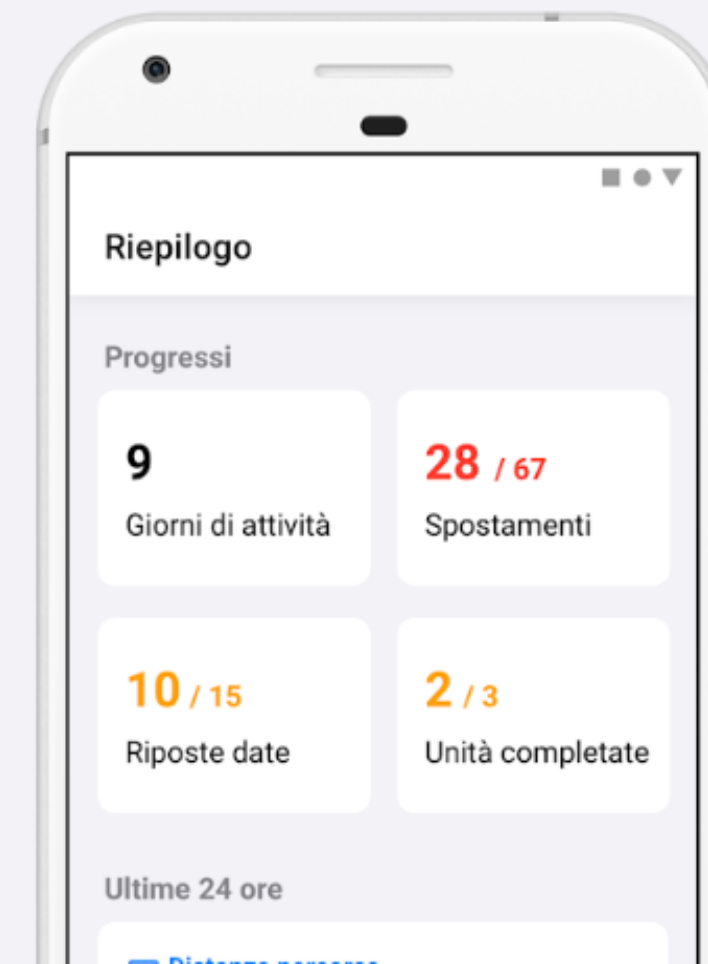 Riepilogo
Progressi
9
Giorni di attività
28 / 67
Spostamenti
10 / 15
Riposte date
2 / 3
Unità completate
Ultime 24 ore